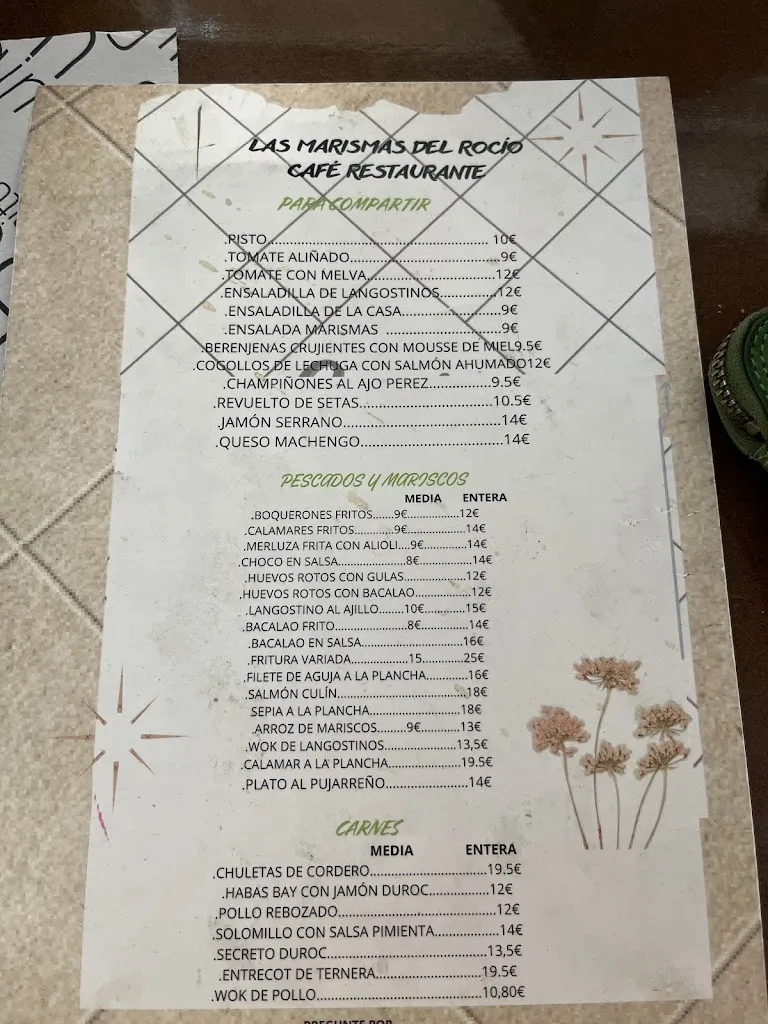 LAS MARISMAS DEL ROCÍO
CAFÉ RESTAURANTE
PARA COMPARTIR
.PISTO................................................ 10€
.TOMATE ALIÑADO..................................9€
.TOMATE CON MELVA.............................12€
.ENSALADILLA DE LANGOSTINOS.............12€
.ENSALADILLA DE LA CASA......................9€
.ENSALADA MARISMAS ..........................9€
.BERENJENAS CRUJIENTES CON MOUSSE DE MIEL9.5€
.COGOLLOS DE LECHUGA CON SALMÓN AHUMADO12€
.CHAMPIÑONES AL AJO PEREZ..............9.5€
.REVUELTO DE SETAS..............................10.5€
.JAMÓN SERRANO...................................14€
.QUESO MACHENGO................................14€
PESCADOS Y MARISCOS
MEDIA ENTERA
.BOQUERONES FRITOS.......9€.................12€
.CALAMARES FRITOS.............9€...............14€
.MERLUZA FRITA CON ALIOLI....9€.............14€
.CHOCO EN SALSA.....................8€................14€
.HUEVOS ROTOS CON GULAS...................12€
.HUEVOS ROTOS CON BACALAO.................12€
.LANGOSTINO AL AJILLO.......10€............15€
.BACALAO FRITO.....................8€..............14€
.BACALAO EN SALSA.............................16€
.FRITURA VARIADA.................15............25€
.FILETE DE AGUJA A LA PLANCHA............16€
.SALMÓN CULÍN.....................................18€
SEPIA A LA PLANCHA...........................18€
.ARROZ DE MARISCOS........9€............13€
.WOK DE LANGOSTINOS.....................13,5€
.CALAMAR A LA PLANCHA......................19.5€
.PLATO AL PUJARREÑO........................14€
CARNES
MEDIA ENTERA
.CHULETAS DE CORDERO............................19.5€
.HABAS BAY CON JAMÓN DUROC..............12€
.POLLO REBOZADO.....................................12€
.SOLOMILLO CON SALSA PIMIENTA...............14€
.SECRETO DUROC......................................13,5€
.ENTRECOT DE TERNERA.........................19.5€
.WOK DE POLLO.......................................10,80€
PREGUNTE POR